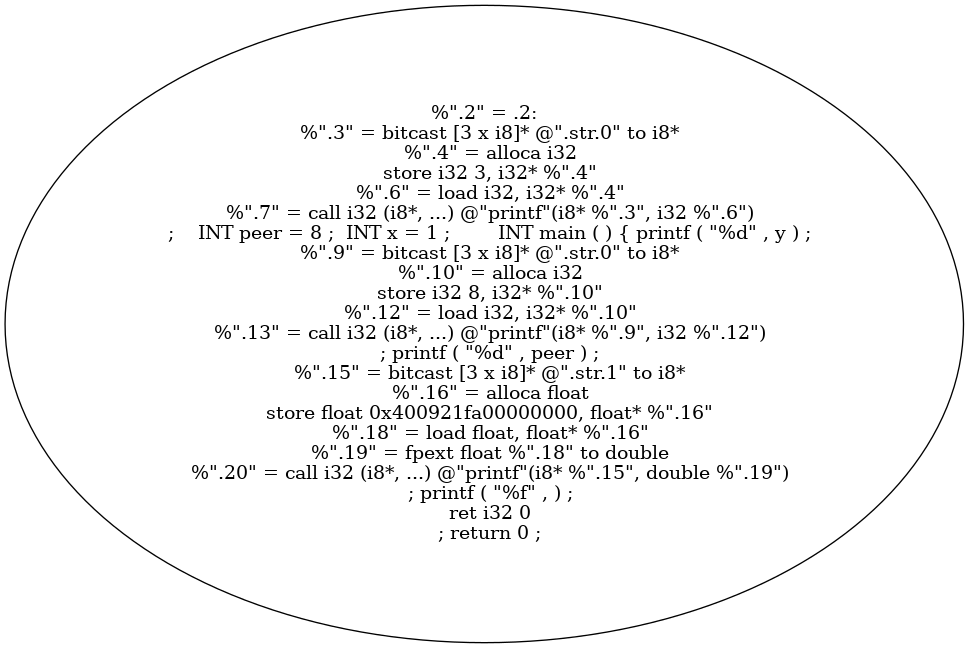 %".2" = .2:
%".3" = bitcast [3 x i8]* @".str.0" to i8*
%".4" = alloca i32
store i32 3, i32* %".4"
%".6" = load i32, i32* %".4"
%".7" = call i32 (i8*, ...) @"printf"(i8* %".3", i32 %".6")
;    INT peer = 8 ;  INT x = 1 ;        INT main ( ) { printf ( "%d" , y ) ;
%".9" = bitcast [3 x i8]* @".str.0" to i8*
%".10" = alloca i32
store i32 8, i32* %".10"
%".12" = load i32, i32* %".10"
%".13" = call i32 (i8*, ...) @"printf"(i8* %".9", i32 %".12")
; printf ( "%d" , peer ) ;
%".15" = bitcast [3 x i8]* @".str.1" to i8*
%".16" = alloca float
store float 0x400921fa00000000, float* %".16"
%".18" = load float, float* %".16"
%".19" = fpext float %".18" to double
%".20" = call i32 (i8*, ...) @"printf"(i8* %".15", double %".19")
; printf ( "%f" , ) ;
ret i32 0
; return 0 ;